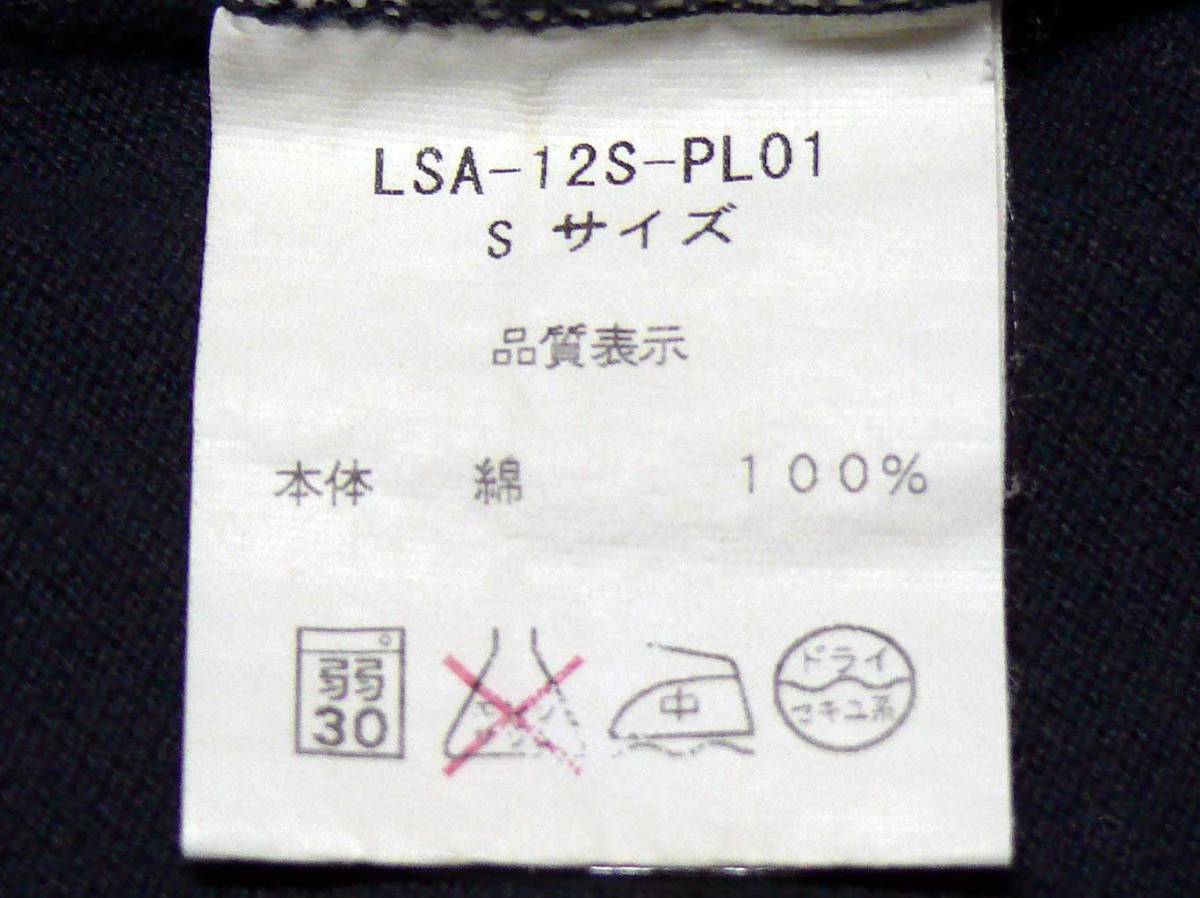 LSA-12S-PL01
S サイズ
品質表示
本体 綿 100%
弱
30
中
ドライ
セキユ系